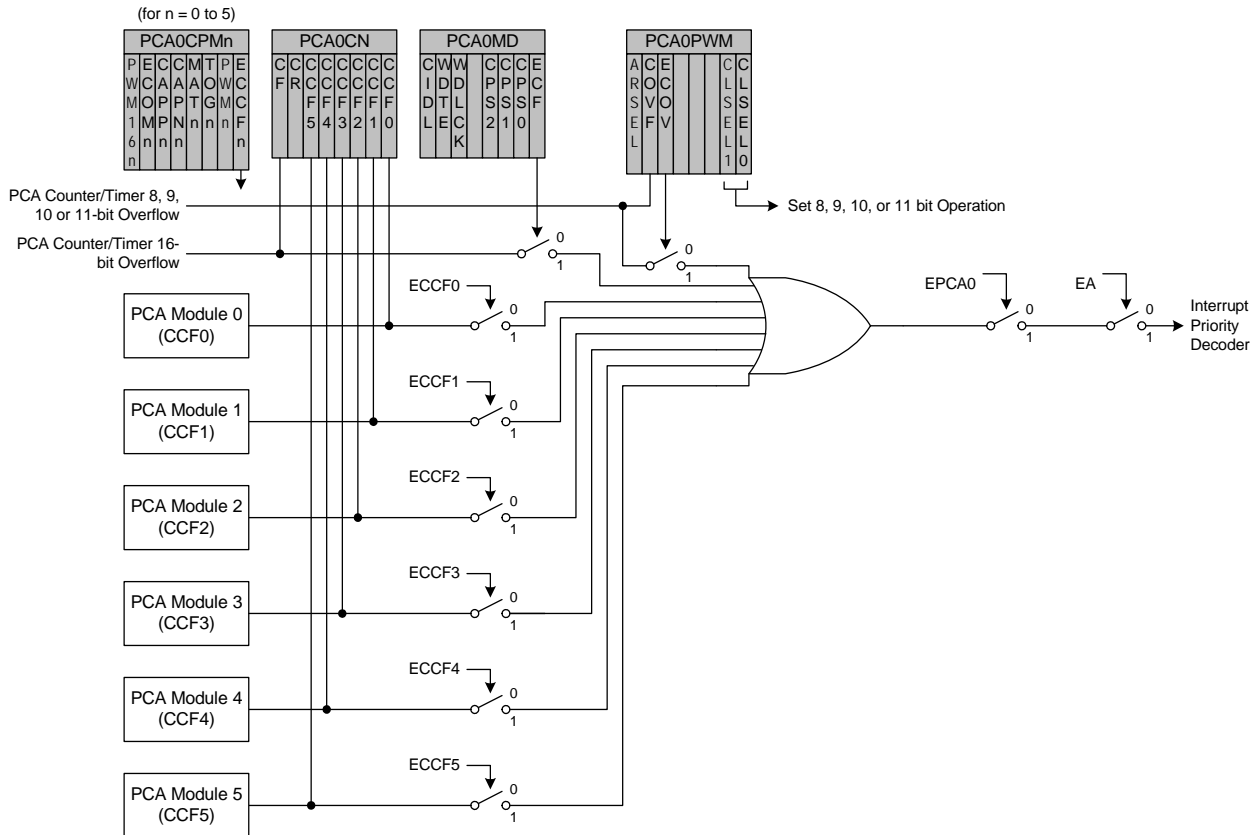 (for n = 0 to 5)
PCA0CPMn
PWM16n
ECOMn
CAPPn
CAPNn
MATn
TOGn
PWMn
ECCFn
PCA0CN
CF
CR
CCF5
CCF4
CCF3
CCF2
CCF1
CCF0
PCA0MD
CIDL
WDTE
WDLCK
CPS2
CPS1
CPS0
ECF
PCA0PWM
ARSEL
COVF
ECOV
CLSEL1
CLSEL0
PCA Counter/Timer 8, 9,
10 or 11-bit Overflow
Set 8, 9, 10, or 11 bit Operation
PCA Counter/Timer 16-
bit Overflow
0
1
0
1
PCA Module 0
(CCF0)
ECCF0
0
1
EPCA0
0
1
EA
0
1
Interrupt
Priority
Decoder
PCA Module 1
(CCF1)
ECCF1
0
1
PCA Module 2
(CCF2)
ECCF2
0
1
PCA Module 3
(CCF3)
ECCF3
0
1
PCA Module 4
(CCF4)
ECCF4
0
1
PCA Module 5
(CCF5)
ECCF5
0
1